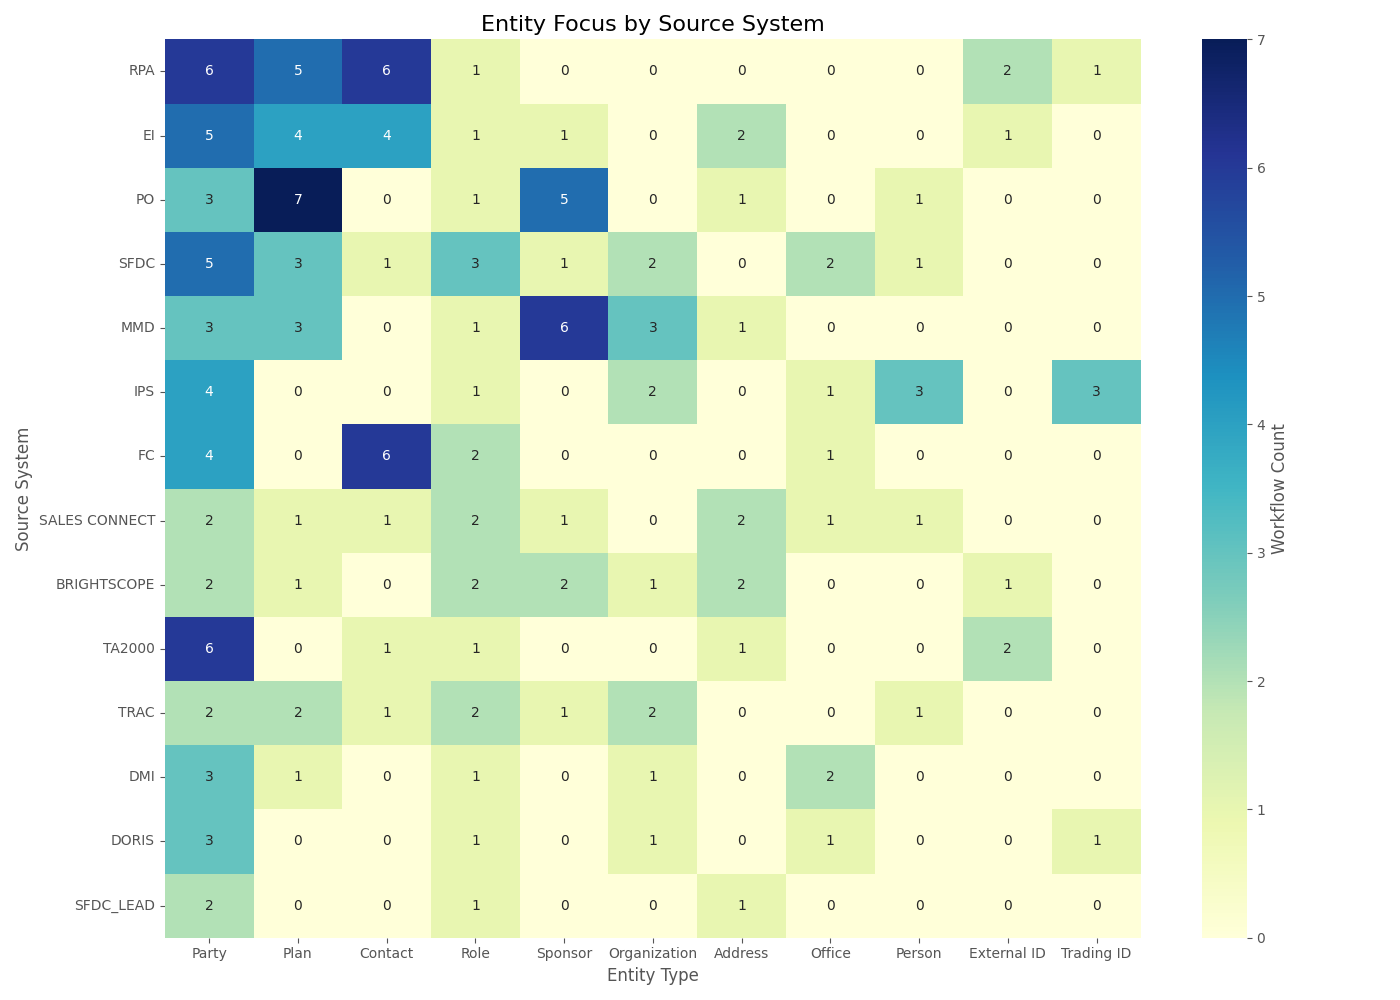 Entity Focus by Source System
RPA 6 5 6 1 0 0 0 0 0 2 1
EI 5 4 4 1 1 0 2 0 0 1 0
PO 3 7 0 1 5 0 1 0 1 0 0
SFDC 5 3 1 3 1 2 0 2 1 0 0
MMD 3 3 0 1 6 3 1 0 0 0 0
IPS 4 0 0 1 0 2 0 1 3 0 3
FC 4 0 6 2 0 0 0 1 0 0 0
SALES CONNECT 2 1 1 2 1 0 2 1 1 0 0
BRIGHTSCOPE 2 1 0 2 2 1 2 0 0 1 0
TA2000 6 0 1 1 0 0 1 0 0 2 0
TRAC 2 2 1 2 1 2 0 0 1 0 0
DMI 3 1 0 1 0 1 0 2 0 0 0
DORIS 3 0 0 1 0 1 0 1 0 0 1
SFDC_LEAD 2 0 0 1 0 0 1 0 0 0 0
Party Plan Contact Role Sponsor Organization Address Office Person External ID Trading ID
Entity Type
Source System
7
6
5
4
3
2
1
0
Workflow Count